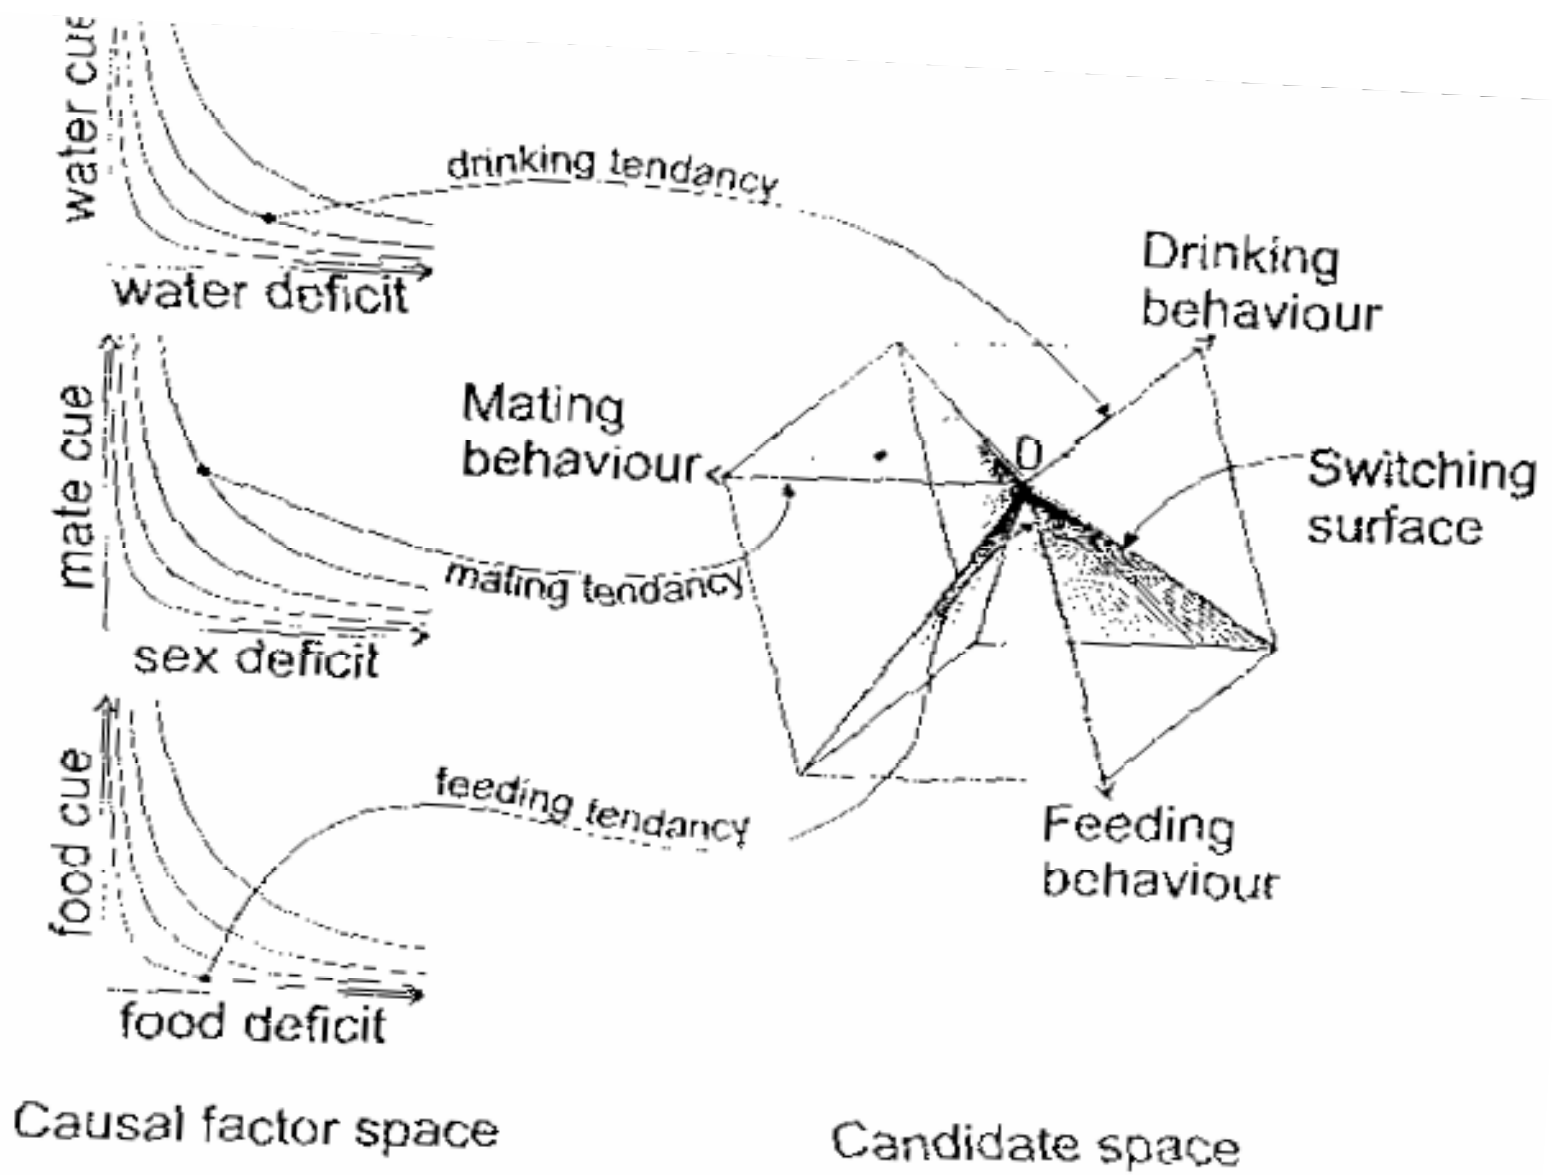 water cue
drinking tendancy
water deficit
Drinking
behaviour
mate cue
Mating
behaviour
O
Switching
surface
mating tendancy
sex deficit
food cue
feeding tendancy
Feeding
behaviour
food deficit
Causal factor space
Candidate space